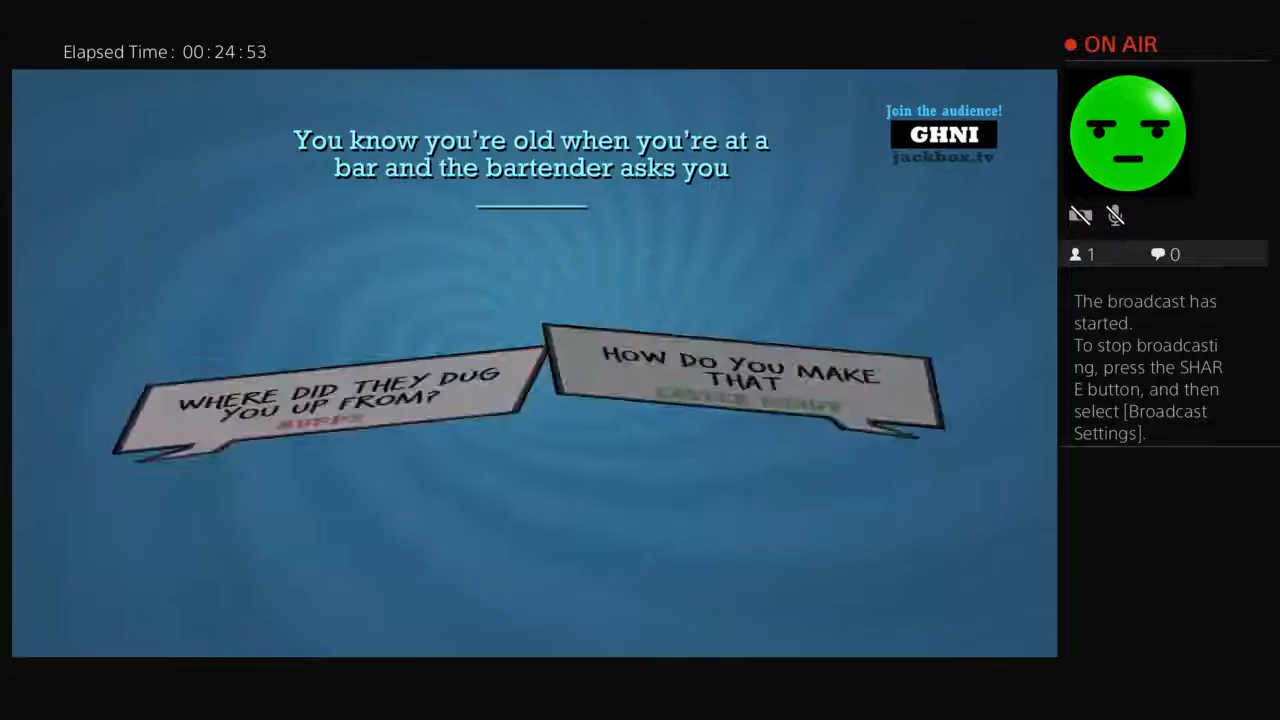 Elapsed Time: 00:24:53
ON AIR
Join the audience!
GHNI
jackbox.tv
You know you're old when you're at a
bar and the bartender asks you
WHERE DID THEY DUG
YOU UP FROM?
HOW DO YOU MAKE
THAT
1
0
The broadcast has
started.
To stop broadcasti
ng, press the SHAR
E button, and then
select [Broadcast
Settings].